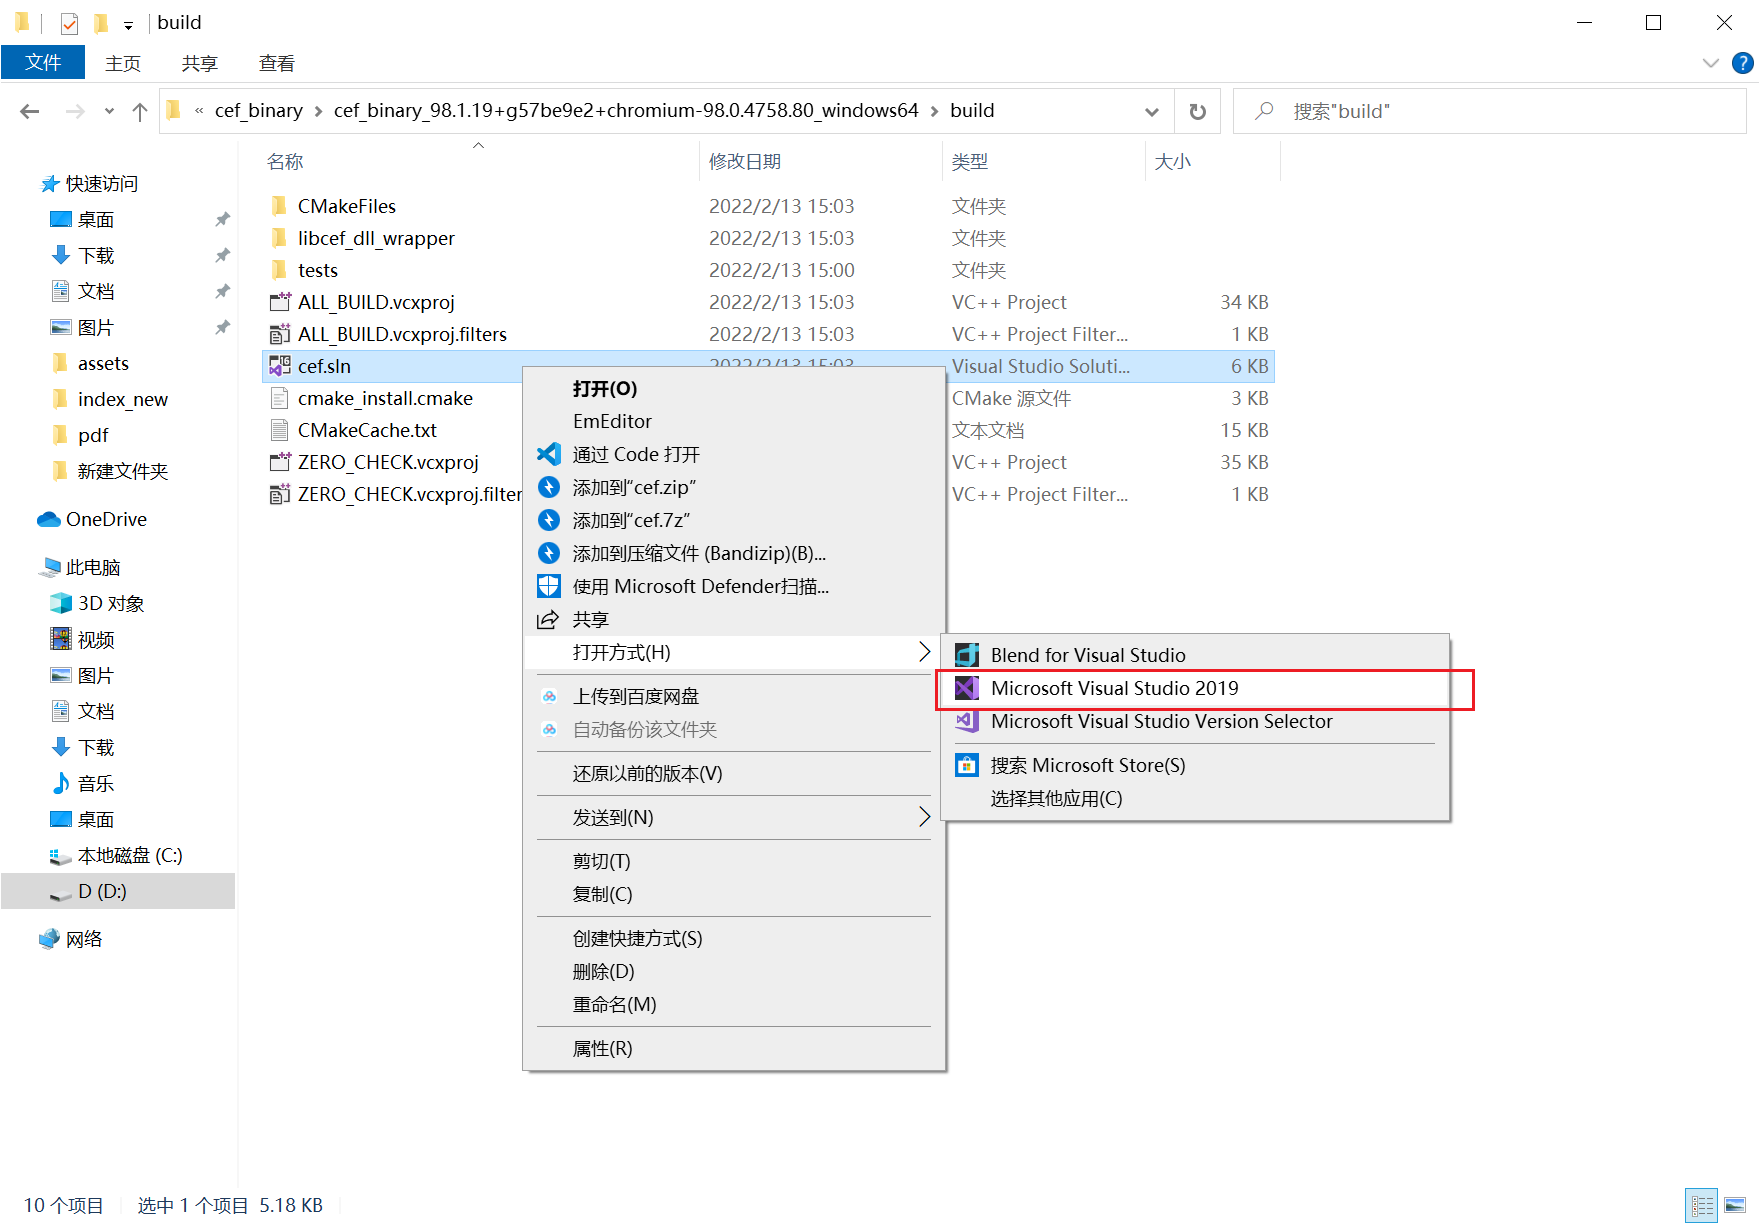 build
文件 主页 共享 查看
« cef_binary › cef_binary_98.1.19+g57be9e2+chromium-98.0.4758.80_windows64 › build
搜索"build"
名称 修改日期 类型 大小
CMakeFiles 2022/2/13 15:03 文件夹
libcef_dll_wrapper 2022/2/13 15:03 文件夹
tests 2022/2/13 15:00 文件夹
ALL_BUILD.vcxproj 2022/2/13 15:03 VC++ Project 34 KB
ALL_BUILD.vcxproj.filters 2022/2/13 15:03 VC++ Project Filter... 1 KB
cef.sln 2022/2/13 15:03 Visual Studio Soluti... 6 KB
cmake_install.cmake CMake 源文件 3 KB
CMakeCache.txt 文本文档 15 KB
ZERO_CHECK.vcxproj VC++ Project 35 KB
ZERO_CHECK.vcxproj.filter VC++ Project Filter... 1 KB
快速访问
桌面
下载
文档
图片
assets
index_new
pdf
新建文件夹
OneDrive
此电脑
3D 对象
视频
图片
文档
下载
音乐
桌面
本地磁盘 (C:)
D (D:)
网络
打开(O)
EmEditor
通过 Code 打开
添加到“cef.zip”
添加到“cef.7z”
添加到压缩文件 (Bandizip)(B)...
使用 Microsoft Defender扫描...
共享
打开方式(H)
上传到百度网盘
自动备份该文件夹
还原以前的版本(V)
发送到(N)
剪切(T)
复制(C)
创建快捷方式(S)
删除(D)
重命名(M)
属性(R)
Blend for Visual Studio
Microsoft Visual Studio 2019
Microsoft Visual Studio Version Selector
搜索 Microsoft Store(S)
选择其他应用(C)
10 个项目 选中 1 个项目 5.18 KB